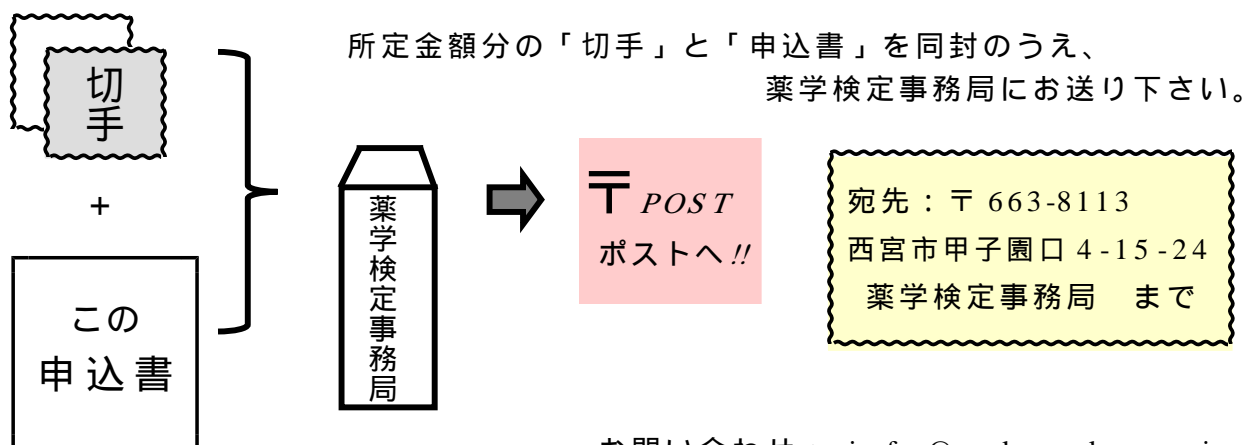 所定金額分の「切手」と「申込書」を同封のうえ、
薬学検定事務局にお送り下さい。
切手
+
この
申込書
薬学検定事務局
〒 POST
ポストへ!!
宛先：〒663-8113
西宮市甲子園口4-15-24
薬学検定事務局　まで